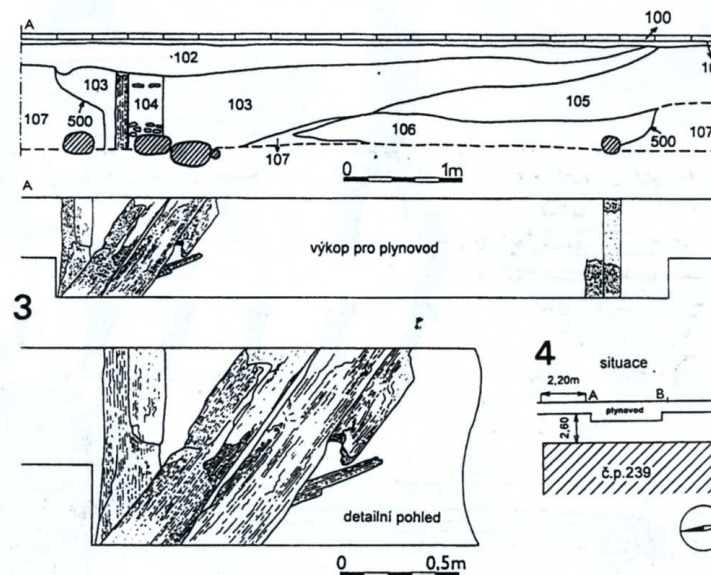 A
100
102
10
103
104
103
105
107
500
106
107
500
107
0 1m
A
výkop pro plynovod
3
4
situace
2,20m
A
B
plynovod
2,60
č.p.239
detailní pohled
0 0,5m